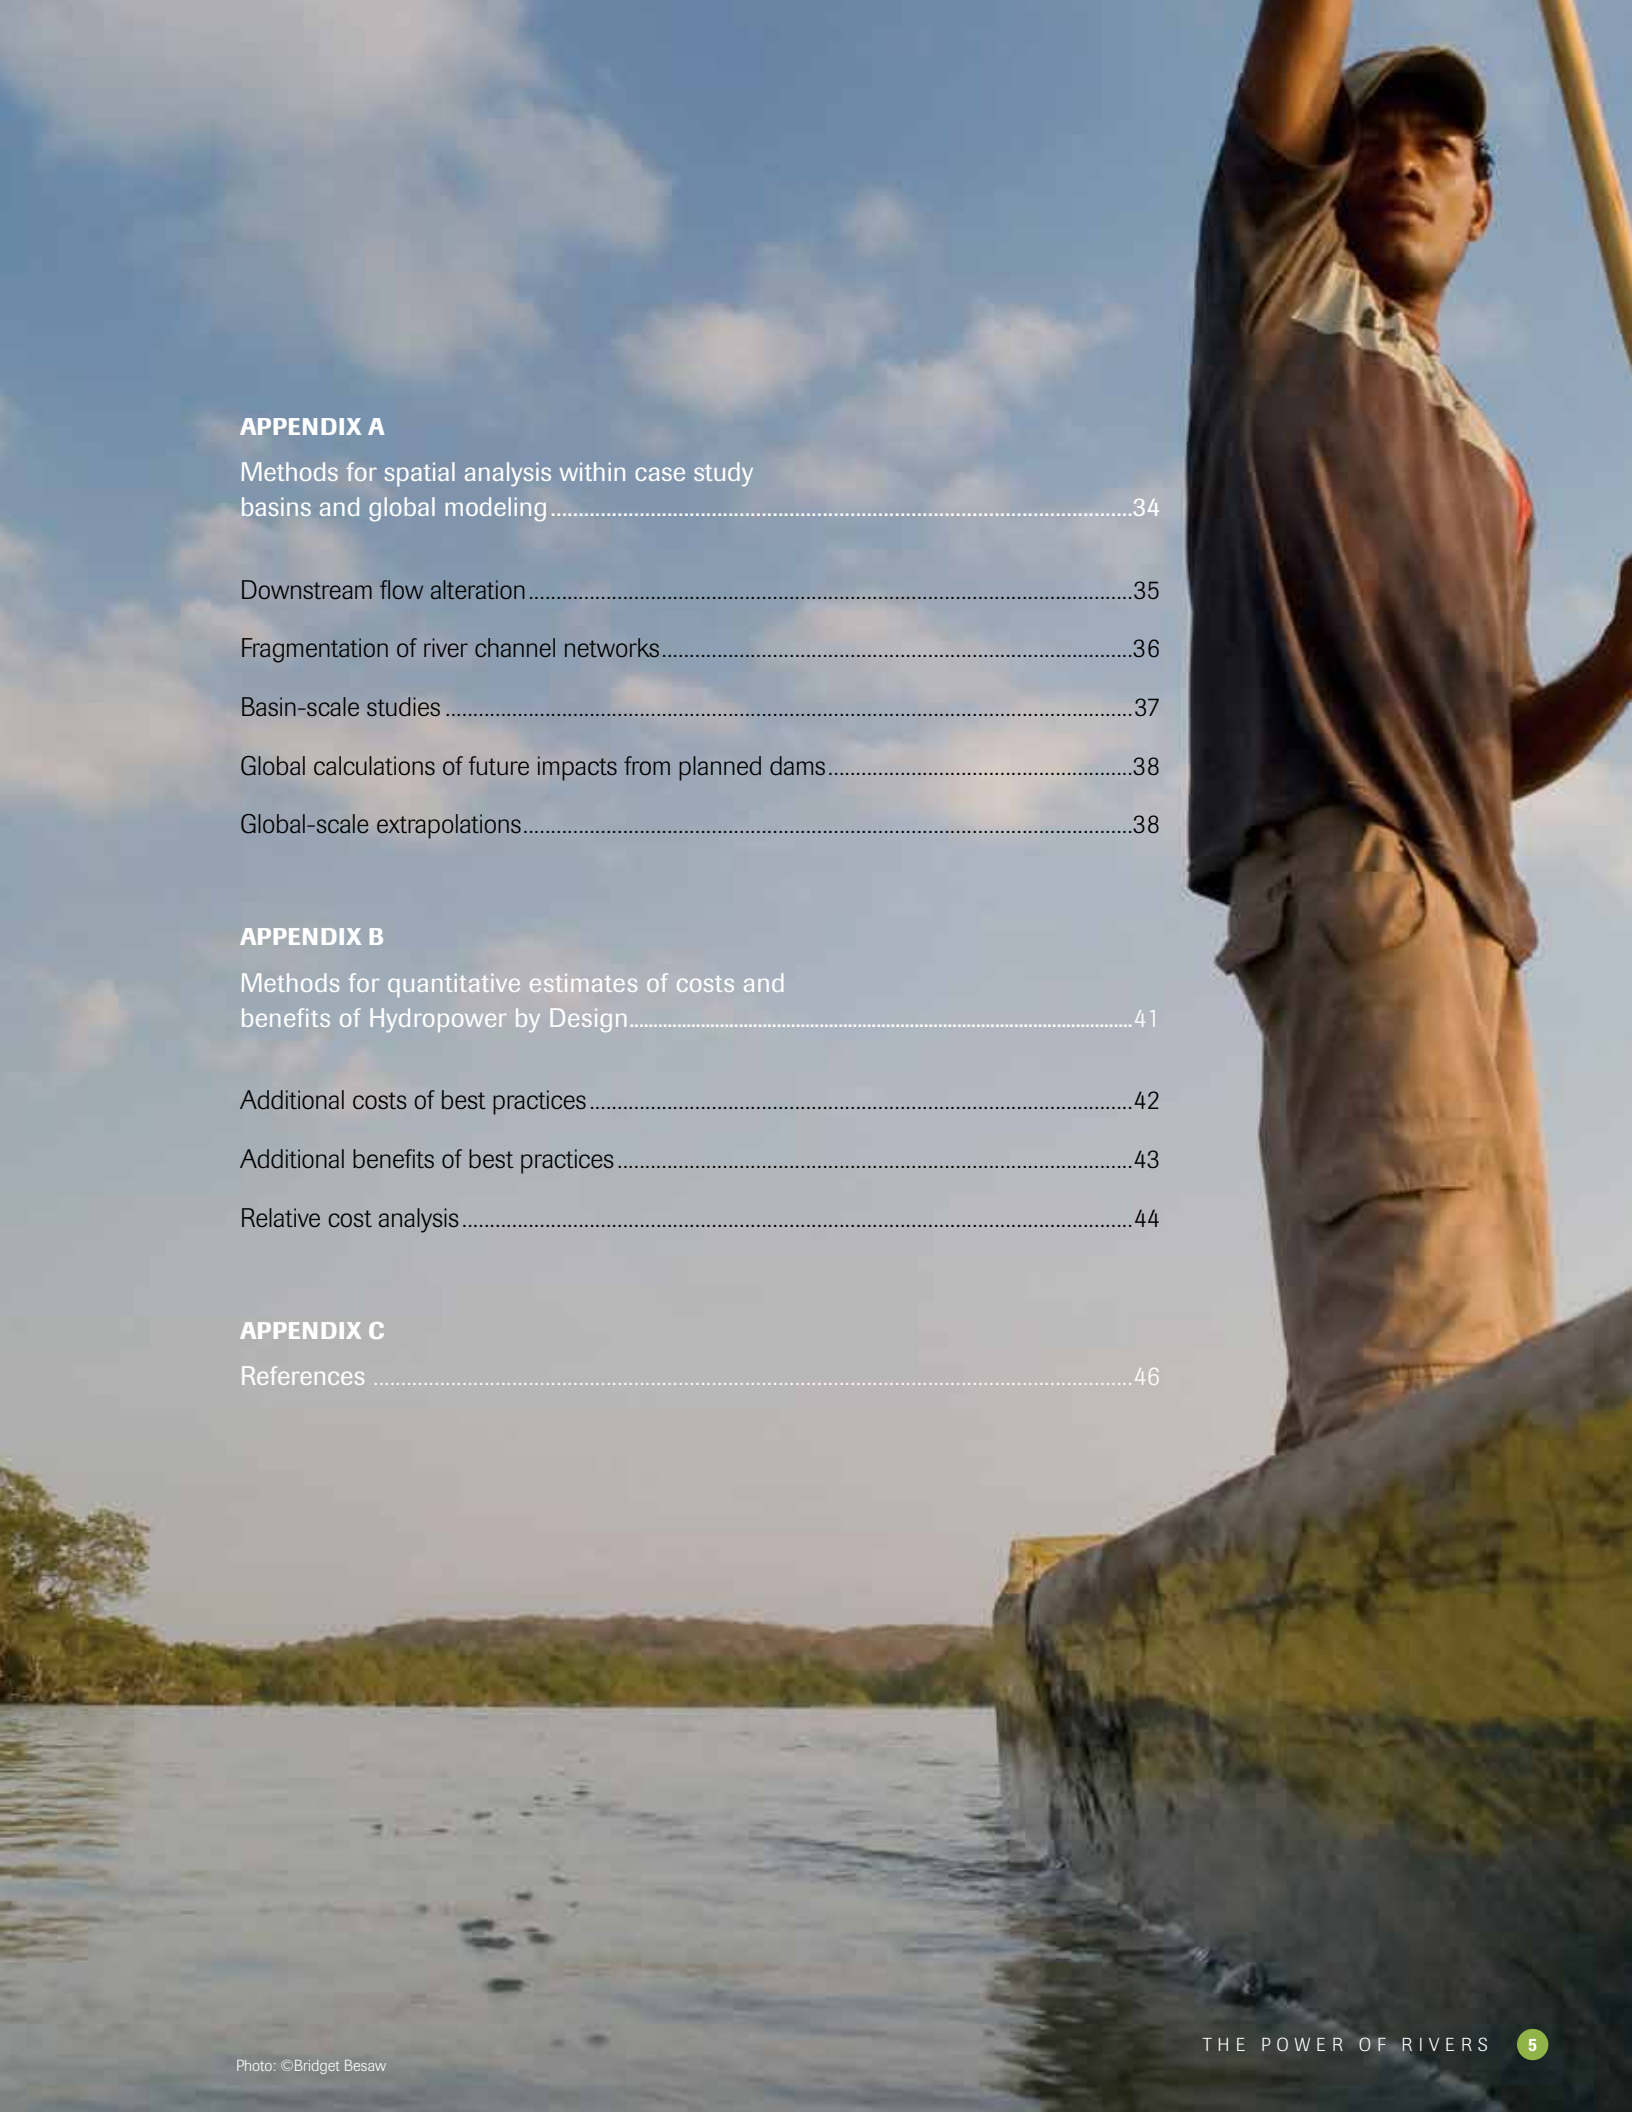 APPENDIX A
Methods for spatial analysis within case study
basins and global modeling..........34
Downstream flow alteration..........35
Fragmentation of river channel networks..........36
Basin-scale studies..........37
Global calculations of future impacts from planned dams..........38
Global-scale extrapolations..........38
APPENDIX B
Methods for quantitative estimates of costs and
benefits of Hydropower by Design..........41
Additional costs of best practices..........42
Additional benefits of best practices..........43
Relative cost analysis..........44
APPENDIX C
References ..........46
THE POWER OF RIVERS 5
Photo: ©Bridget Besaw